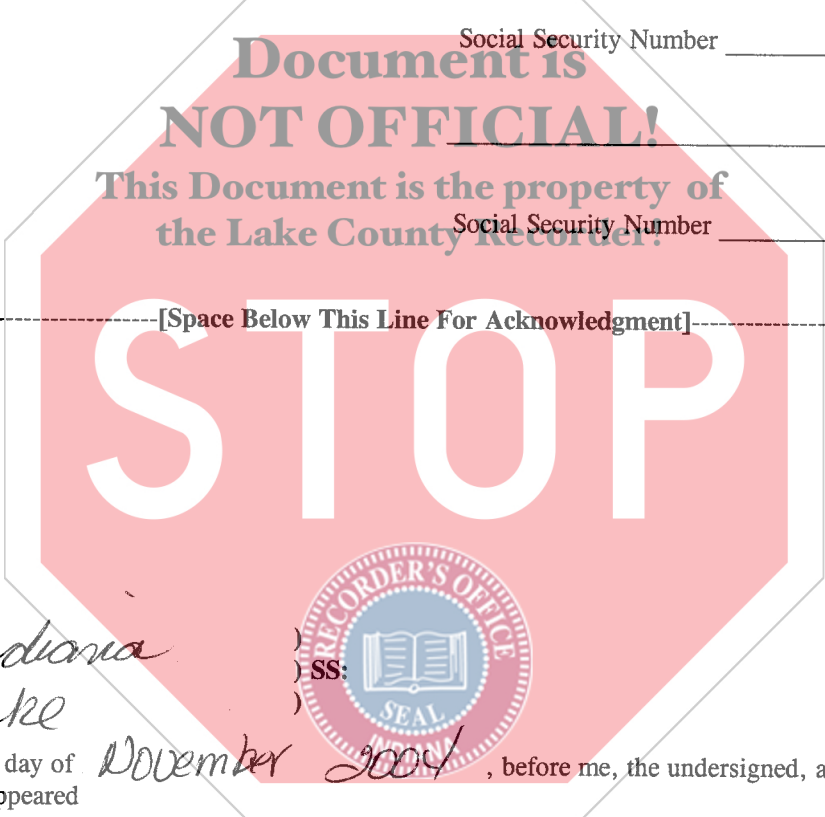 Social Security Number
Document is
NOT OFFICIAL!
This Document is the property of
the Lake County Recorder!
Social Security Number
[Space Below This Line For Acknowledgment]
STOP
RECORDER'S OFFICE
SEAL
INDIANA
diana )
) SS:
ke )
day of November 2004, before me, the undersigned, a
ppeared